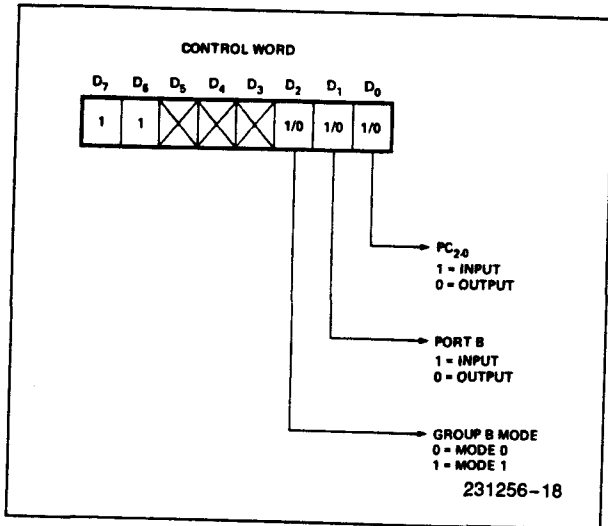 CONTROL WORD
D7 D6 D5 D4 D3 D2 D1 D0
1 1 1/0 1/0 1/0
PC2-0
1 = INPUT
0 = OUTPUT
PORT B
1 = INPUT
0 = OUTPUT
GROUP B MODE
0 = MODE 0
1 = MODE 1
231256-18